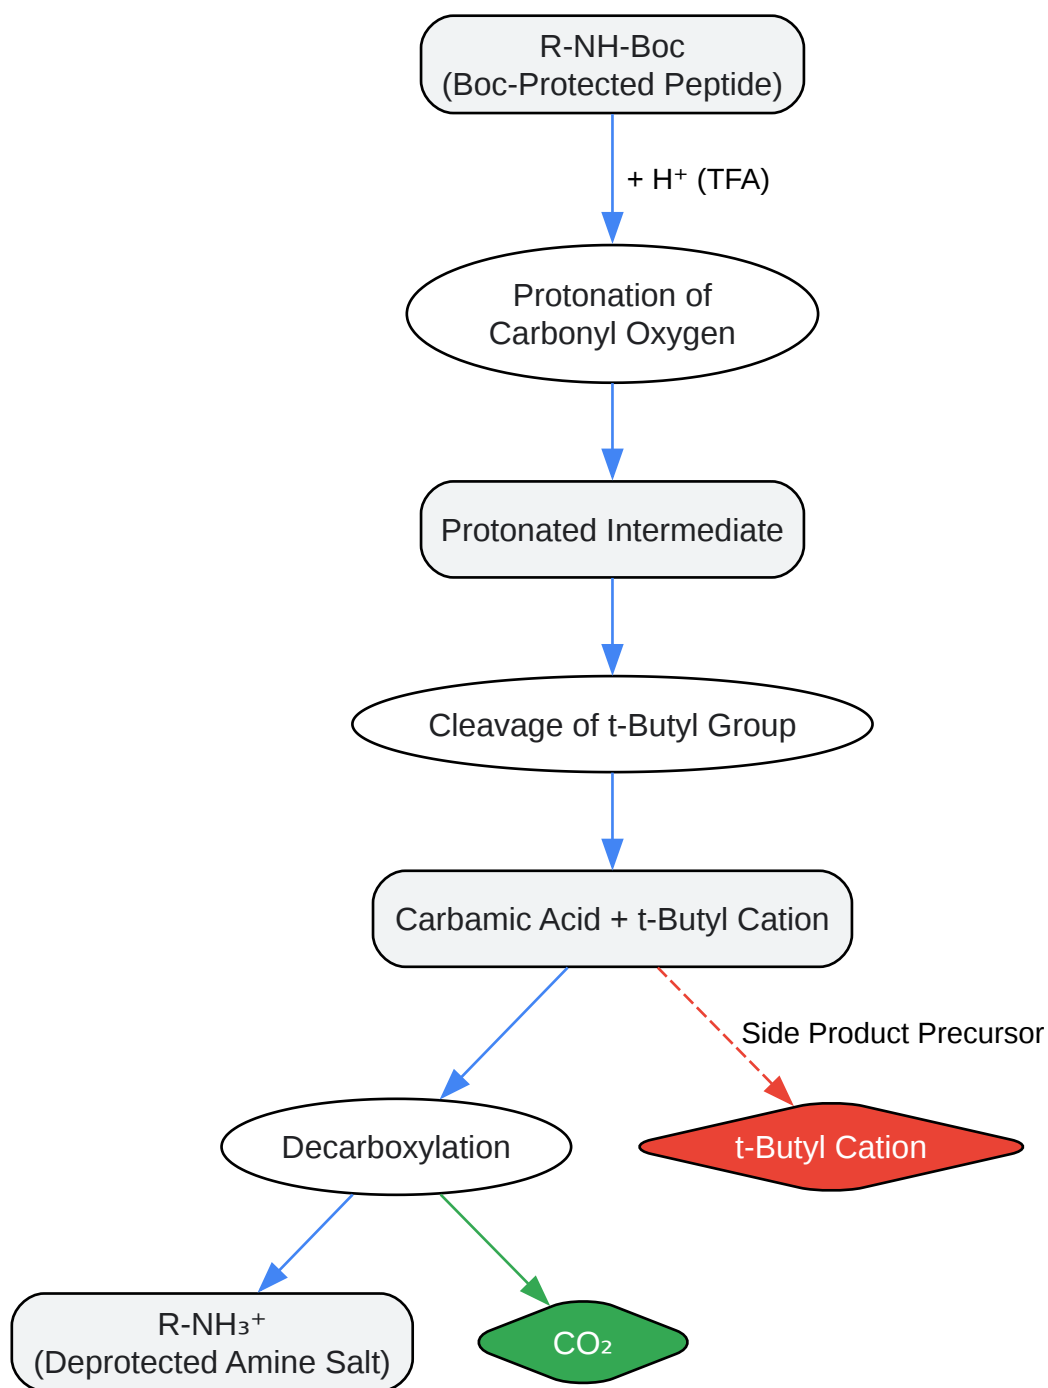 R-NH-Boc
(Boc-Protected Peptide)
+ H⁺ (TFA)
Protonation of
Carbonyl Oxygen
Protonated Intermediate
Cleavage of t-Butyl Group
Carbamic Acid + t-Butyl Cation
Side Product Precursor
Decarboxylation
t-Butyl Cation
R-NH₃⁺
(Deprotected Amine Salt)
CO₂